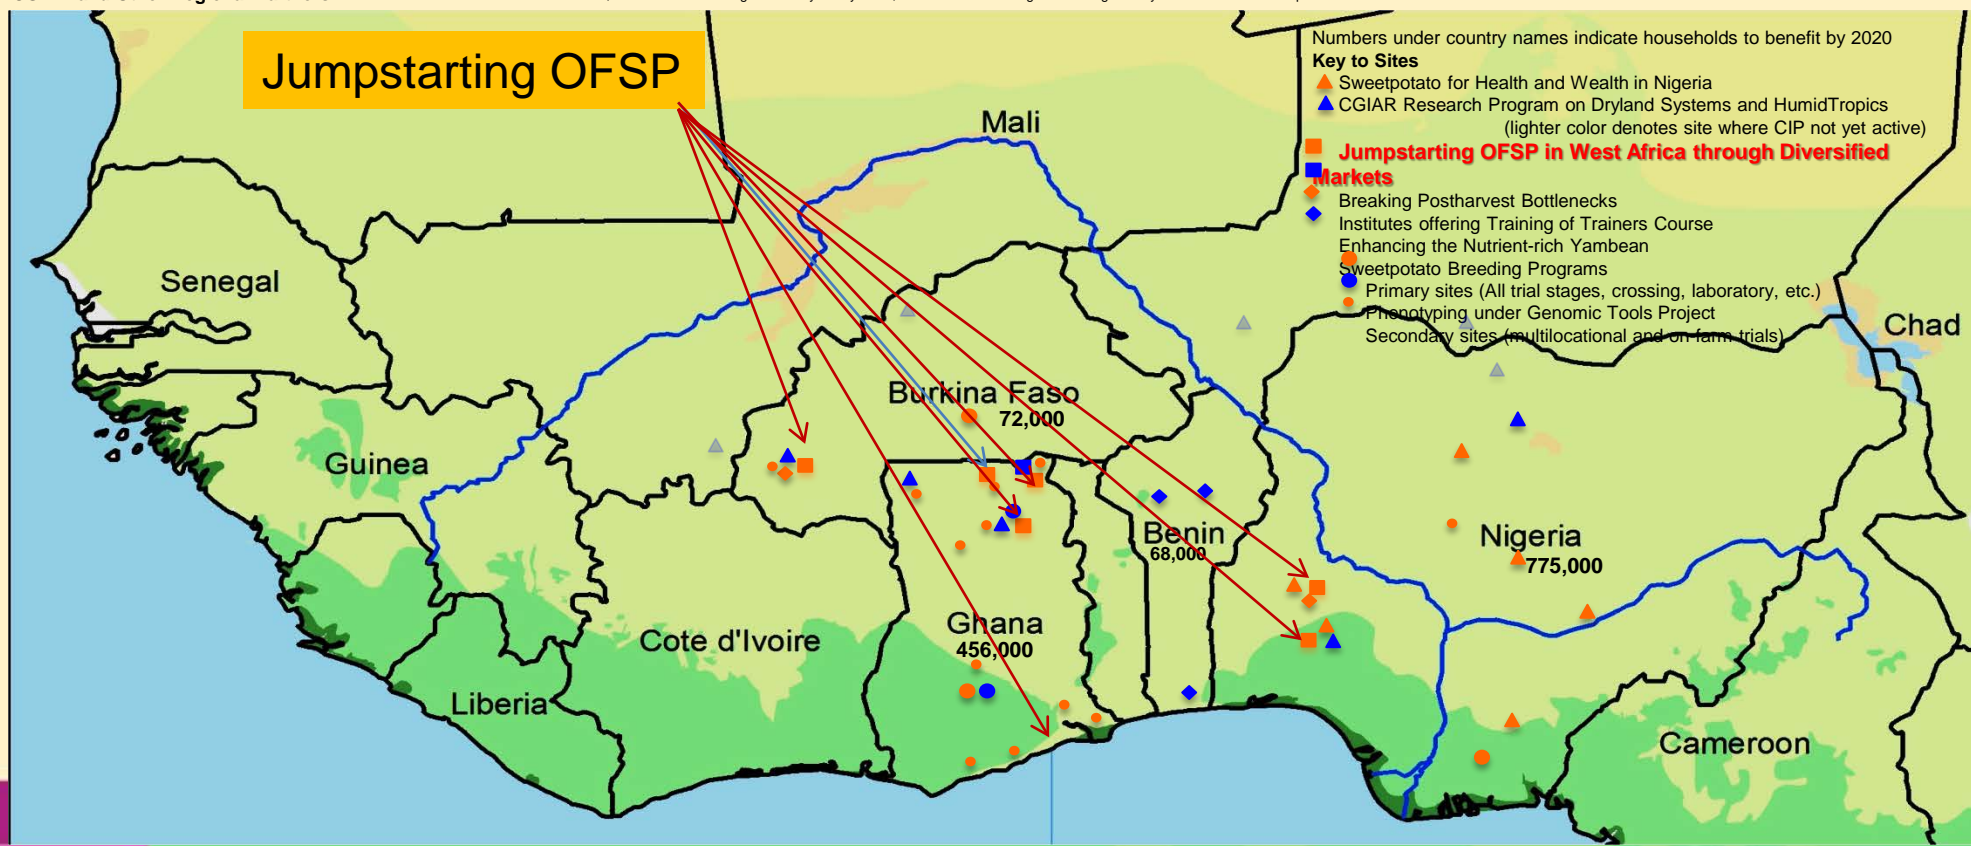 Jumpstarting OFSP
Numbers under country names indicate households to benefit by 2020
Key to Sites
Sweetpotato for Health and Wealth in Nigeria
CGIAR Research Program on Dryland Systems and HumidTropics
(lighter color denotes site where CIP not yet active)
Jumpstarting OFSP in West Africa through Diversified
Markets
Breaking Postharvest Bottlenecks
Institutes offering Training of Trainers Course
Enhancing the Nutrient-rich Yambean
Sweetpotato Breeding Programs
Primary sites (All trial stages, crossing, laboratory, etc.)
Phenotyping under Genomic Tools Project
Secondary sites (multilocational and on-farm trials)
Mali
Senegal
Chad
Burkina Faso
72,000
Guinea
Benin
68,000
Nigeria
775,000
Ghana
456,000
Cote d'Ivoire
Liberia
Cameroon